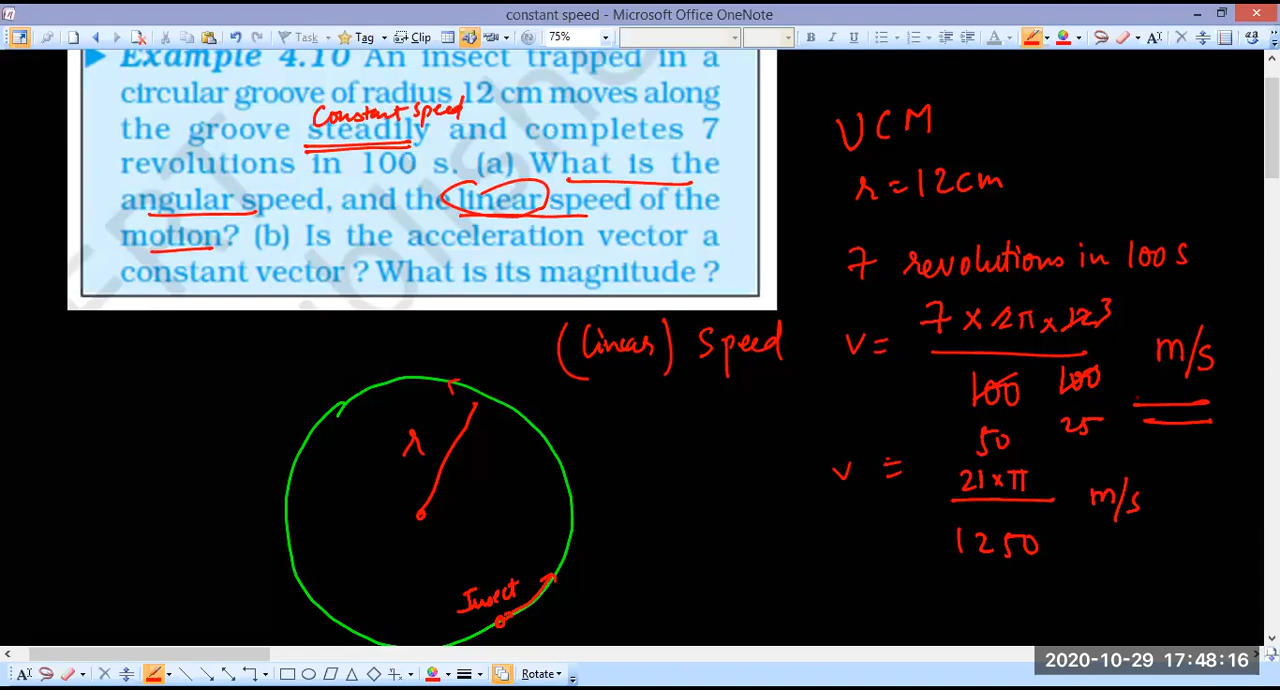 constant speed - Microsoft Office OneNote
Task Tag Clip 75% B I U
Example 4.10 An insect trapped in a
circular groove of radius 12 cm moves along
Constant speed
the groove steadily and completes 7
revolutions in 100 s. (a) What is the
angular speed, and the linear speed of the
motion? (b) Is the acceleration vector a
constant vector ? What is its magnitude ?
UCM
r = 12cm
7 revolutions in 100s
(linear) Speed
v = 7 × 2π × 12 3
100 100
m/s
50 25
v = 21 × π
1250
m/s
r
Insect
Rotate
2020-10-29 17:48:16